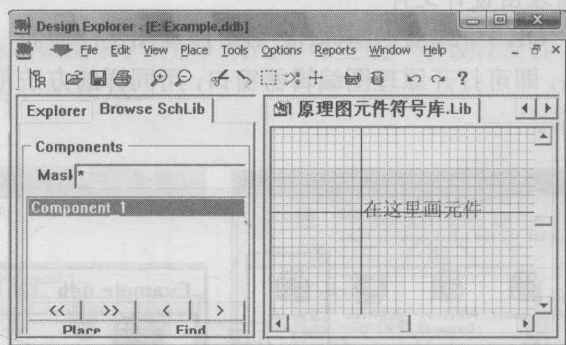 Design Explorer - [E:\Example.ddb]
File Edit View Place Tools Options Reports Window Help
?
Explorer Browse SchLib
原理图元件符号库.Lib
Components
Mask *
Component_1
在这里画元件
<< >> < >
Place Find